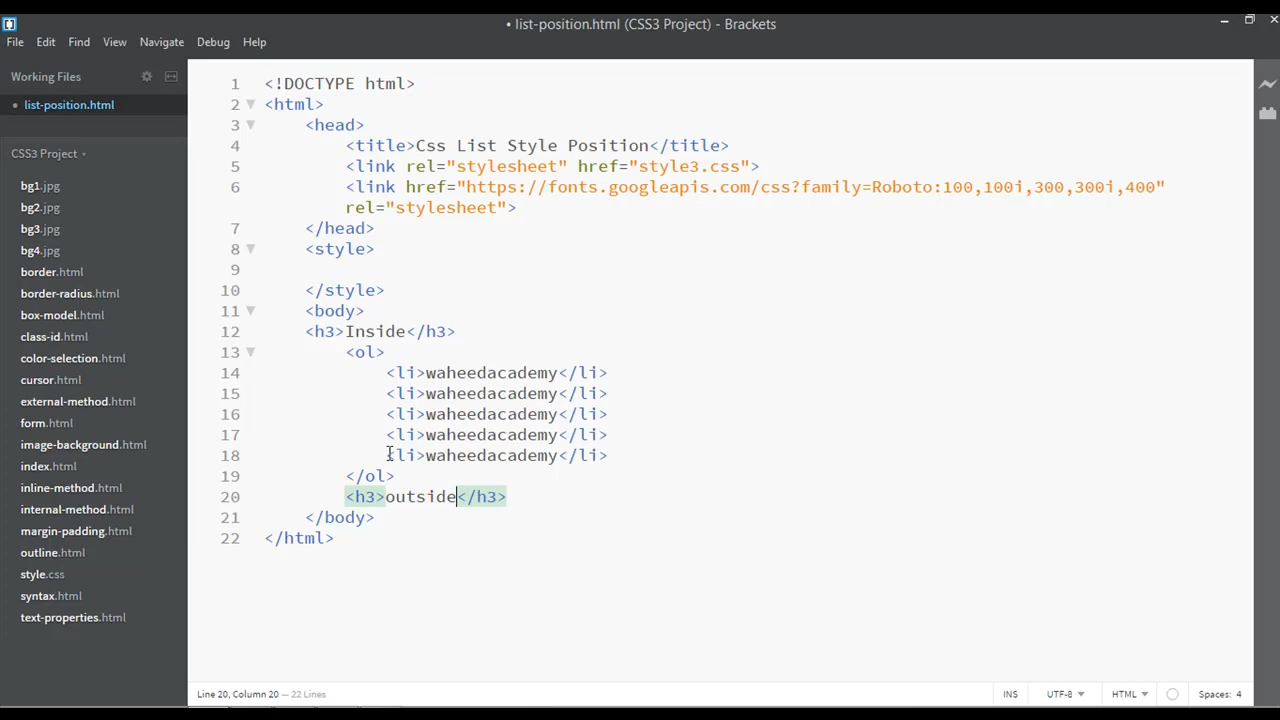 • list-position.html (CSS3 Project) - Brackets
File Edit Find View Navigate Debug Help
Working Files
• list-position.html
CSS3 Project
bg1.jpg
bg2.jpg
bg3.jpg
bg4.jpg
border.html
border-radius.html
box-model.html
class-id.html
color-selection.html
cursor.html
external-method.html
form.html
image-background.html
index.html
inline-method.html
internal-method.html
margin-padding.html
outline.html
style.css
syntax.html
text-properties.html
1 <!DOCTYPE html>
2 <html>
3 <head>
4 <title>Css List Style Position</title>
5 <link rel="stylesheet" href="style3.css">
6 <link href="https://fonts.googleapis.com/css?family=Roboto:100,100i,300,300i,400"
rel="stylesheet">
7 </head>
8 <style>
9
10 </style>
11 <body>
12 <h3>Inside</h3>
13 <ol>
14 <li>waheedacademy</li>
15 <li>waheedacademy</li>
16 <li>waheedacademy</li>
17 <li>waheedacademy</li>
18 <li>waheedacademy</li>
19 </ol>
20 <h3>outside</h3>
21 </body>
22 </html>
Line 20, Column 20 — 22 Lines
INS UTF-8 HTML Spaces: 4